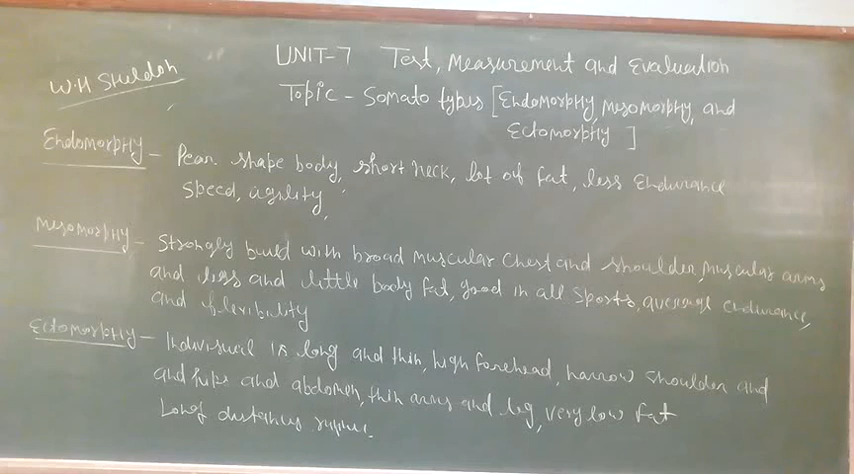 UNIT-7 Test, Measurement and Evaluation
W.H Sheldon
Topic - Somato types [Endomorphy, Mesomorphy, and
Ectomorphy ]
Endomorphy - Pear shape body, short neck, lot of fat, less Endurance
Speed, agility,
Mesomorphy - Strongly build with broad muscular chest and shoulder, muscular arms
and legs and little body fat, good in all sports, average endurance,
and flexibility
Ectomorphy - Individual is long and thin, high forehead, narrow shoulder and
and hips and abdomen, thin arms and leg, very low fat
Long distance